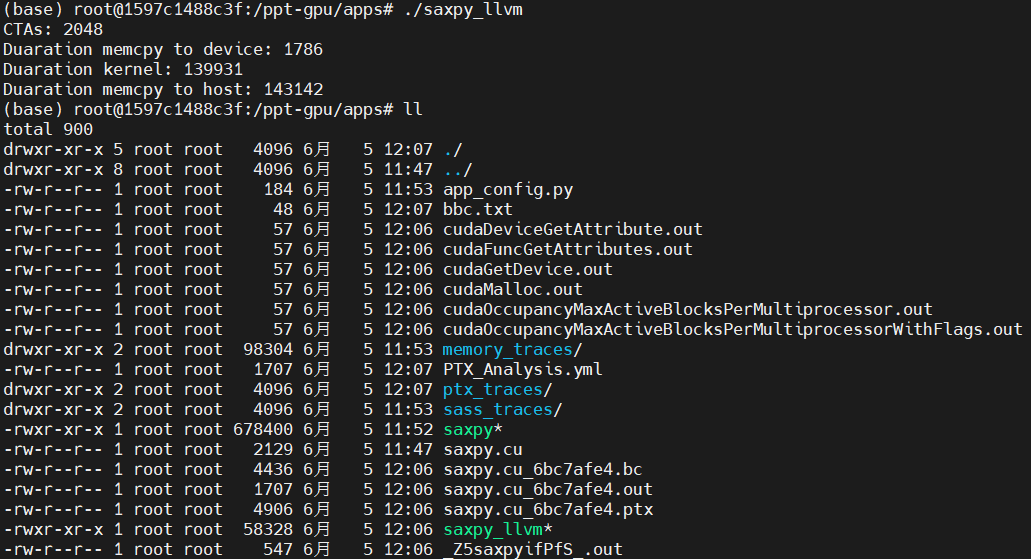 (base) root@1597c1488c3f:/ppt-gpu/apps# ./saxpy_llvm
CTAs: 2048
Duaration memcpy to device: 1786
Duaration kernel: 139931
Duaration memcpy to host: 143142
(base) root@1597c1488c3f:/ppt-gpu/apps# ll
total 900
drwxr-xr-x 5 root root   4096 6月   5 12:07 ./
drwxr-xr-x 8 root root   4096 6月   5 11:47 ../
-rw-r--r-- 1 root root    184 6月   5 11:53 app_config.py
-rw-r--r-- 1 root root     48 6月   5 12:07 bbc.txt
-rw-r--r-- 1 root root     57 6月   5 12:06 cudaDeviceGetAttribute.out
-rw-r--r-- 1 root root     57 6月   5 12:06 cudaFuncGetAttributes.out
-rw-r--r-- 1 root root     57 6月   5 12:06 cudaGetDevice.out
-rw-r--r-- 1 root root     57 6月   5 12:06 cudaMalloc.out
-rw-r--r-- 1 root root     57 6月   5 12:06 cudaOccupancyMaxActiveBlocksPerMultiprocessor.out
-rw-r--r-- 1 root root     57 6月   5 12:06 cudaOccupancyMaxActiveBlocksPerMultiprocessorWithFlags.out
drwxr-xr-x 2 root root  98304 6月   5 11:53 memory_traces/
-rw-r--r-- 1 root root   1707 6月   5 12:07 PTX_Analysis.yml
drwxr-xr-x 2 root root   4096 6月   5 12:07 ptx_traces/
drwxr-xr-x 2 root root   4096 6月   5 11:53 sass_traces/
-rwxr-xr-x 1 root root 678400 6月   5 11:52 saxpy*
-rw-r--r-- 1 root root   2129 6月   5 11:47 saxpy.cu
-rw-r--r-- 1 root root   4436 6月   5 12:06 saxpy.cu_6bc7afe4.bc
-rw-r--r-- 1 root root   1707 6月   5 12:06 saxpy.cu_6bc7afe4.out
-rw-r--r-- 1 root root   4906 6月   5 12:06 saxpy.cu_6bc7afe4.ptx
-rwxr-xr-x 1 root root  58328 6月   5 12:06 saxpy_llvm*
-rw-r--r-- 1 root root    547 6月   5 12:06 _Z5saxpyifPfS_.out